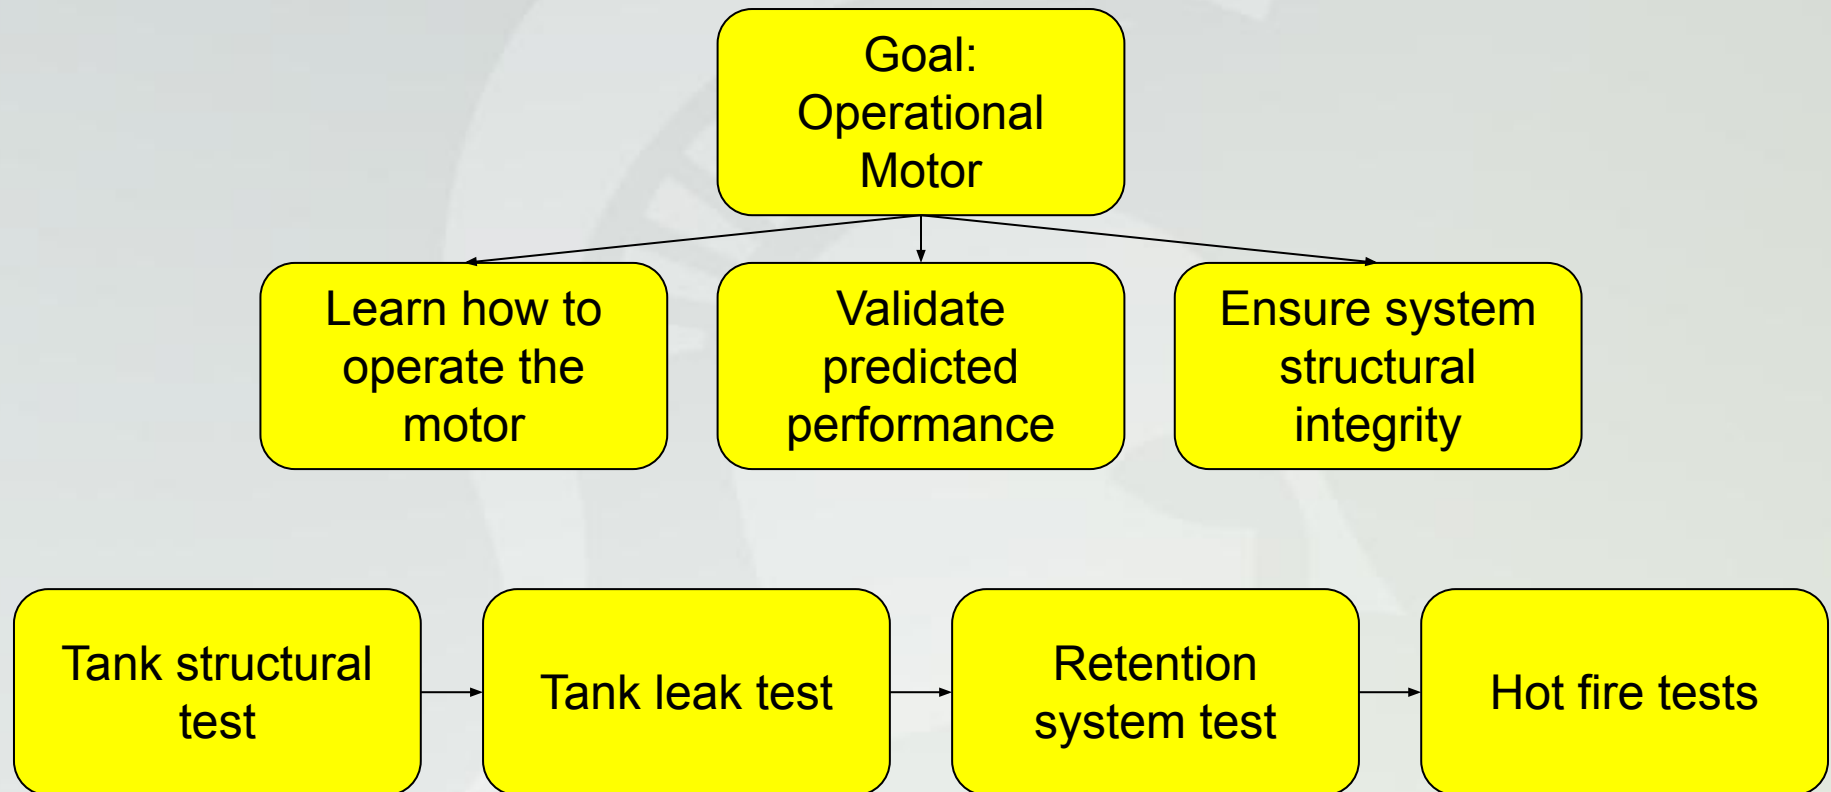 Goal:
Operational
Motor
Learn how to
operate the
motor
Validate
predicted
performance
Ensure system
structural
integrity
Tank structural
test
Tank leak test
Retention
system test
Hot fire tests